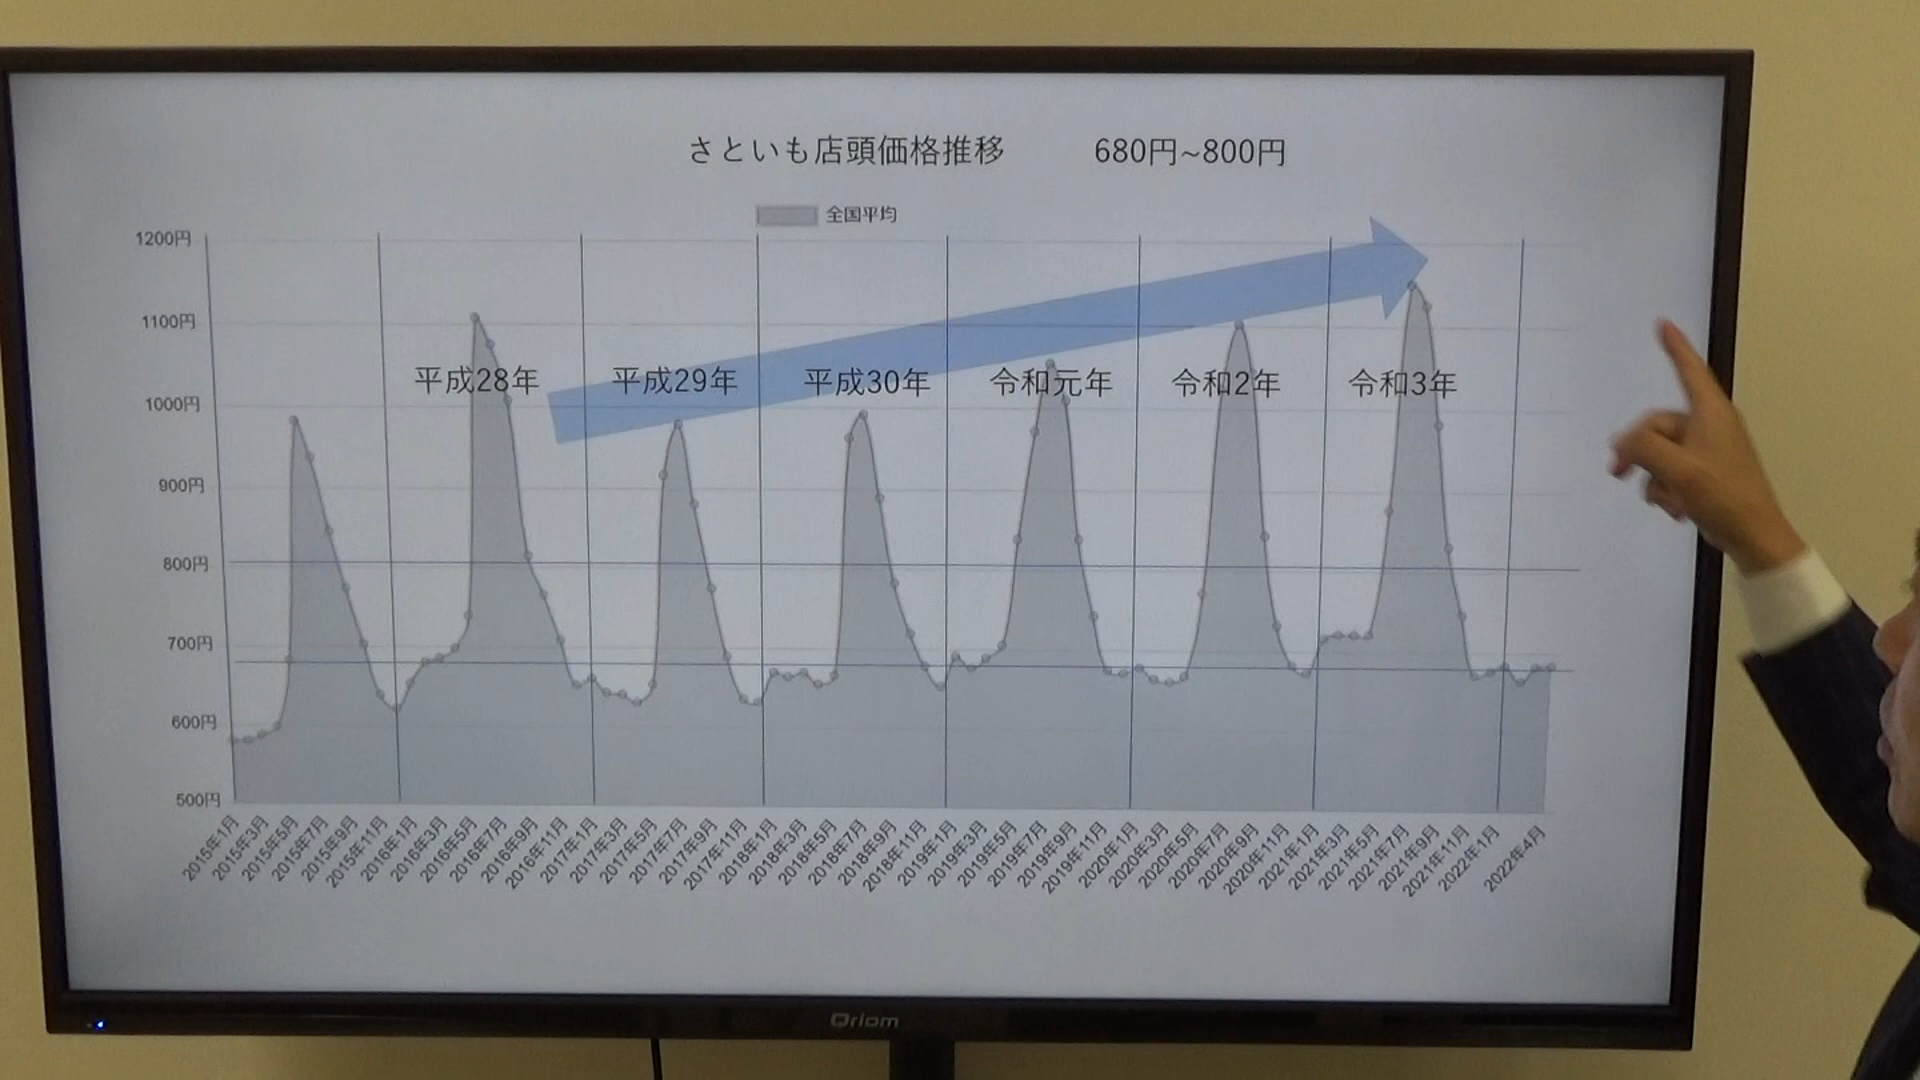 さといも店頭価格推移 680円~800円
全国平均
1200円
1100円
1000円
900円
800円
700円
600円
500円
平成28年 平成29年 平成30年 令和元年 令和2年 令和3年
2015年1月 2015年3月 2015年5月 2015年7月 2015年9月 2015年11月 2016年1月 2016年3月 2016年5月 2016年7月 2016年9月 2016年11月 2017年1月 2017年3月 2017年5月 2017年7月 2017年9月 2017年11月 2018年1月 2018年3月 2018年5月 2018年7月 2018年9月 2018年11月 2019年1月 2019年3月 2019年5月 2019年7月 2019年9月 2019年11月 2020年1月 2020年3月 2020年5月 2020年7月 2020年9月 2020年11月 2021年1月 2021年3月 2021年5月 2021年7月 2021年9月 2021年11月 2022年1月 2022年4月
Qriom